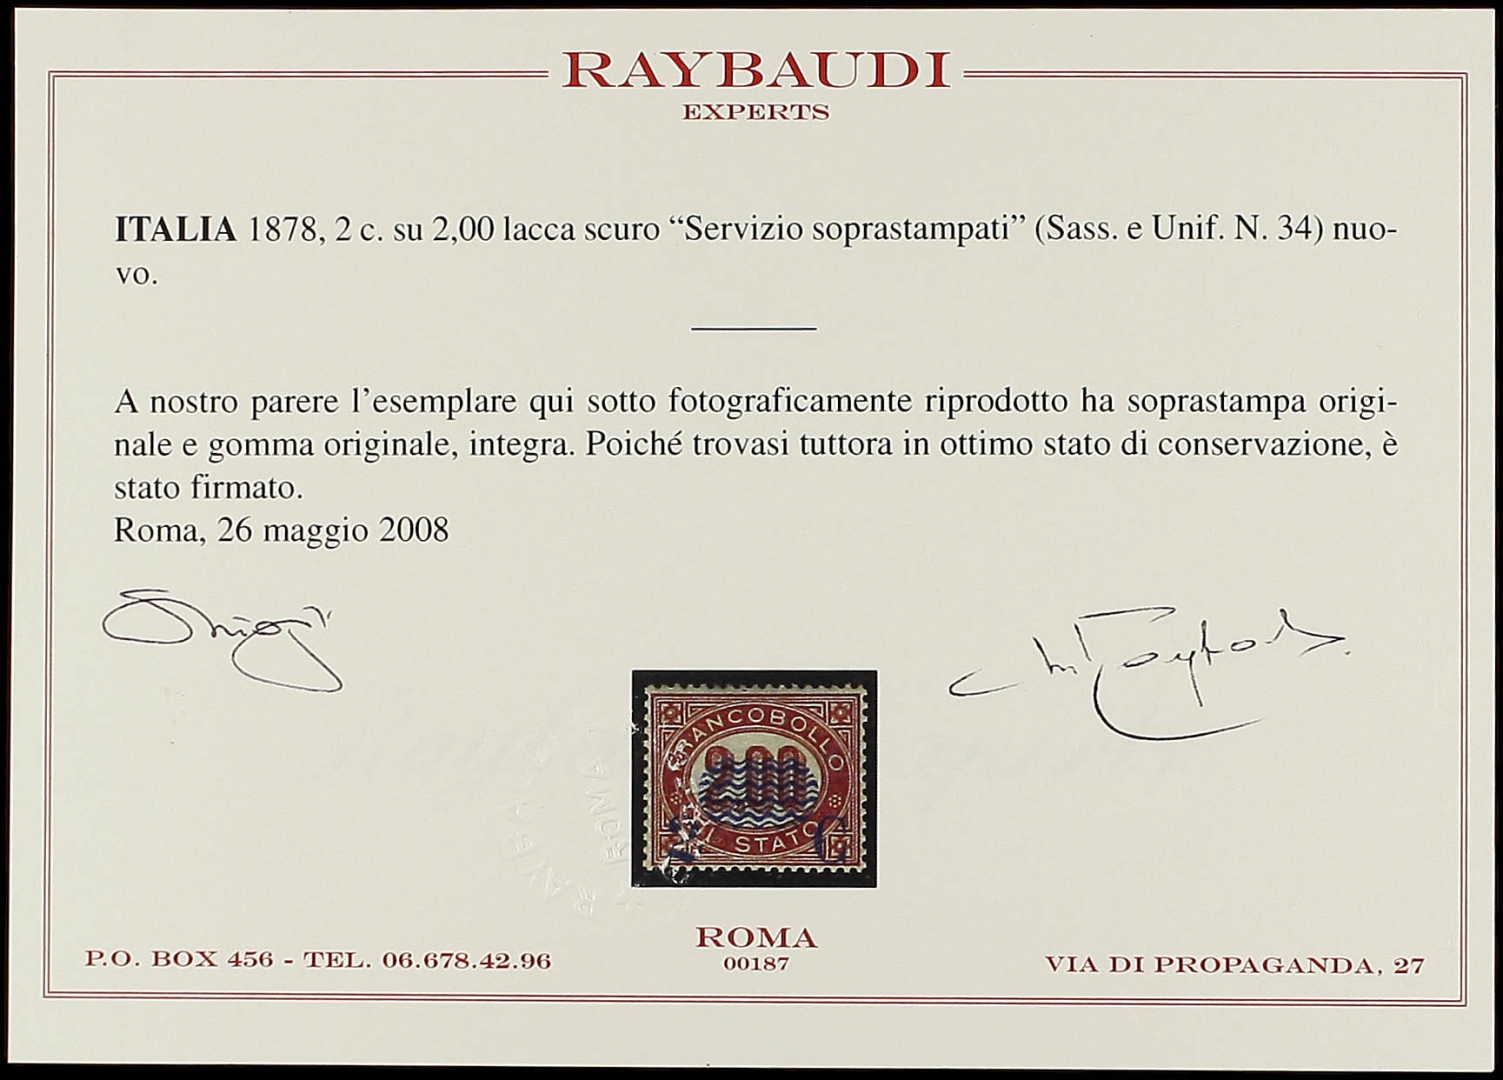 RAYBAUDI
EXPERTS
ITALIA 1878, 2 c. su 2,00 lacca scuro “Servizio soprastampati” (Sass. e Unif. N. 34) nuo-
vo.
A nostro parere l’esemplare qui sotto fotograficamente riprodotto ha soprastampa origi-
nale e gomma originale, integra. Poiché trovasi tuttora in ottimo stato di conservazione, è
stato firmato.
Roma, 26 maggio 2008
FRANCOBOLLO
2.00
STATO
2 C
ROMA
00187
P.O. BOX 456 - TEL. 06.678.42.96
VIA DI PROPAGANDA, 27